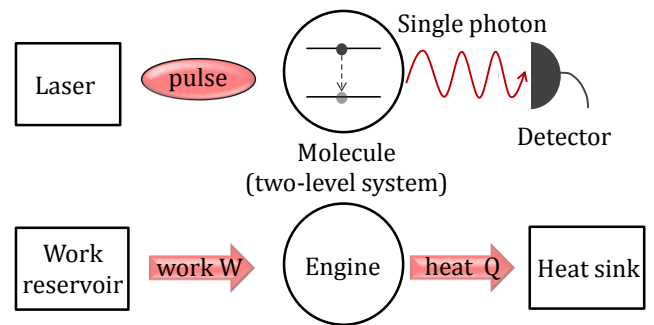 Single photon
Laser
pulse
Detector
Molecule
(two-level system)
Work
reservoir
work W
Engine
heat Q
Heat sink